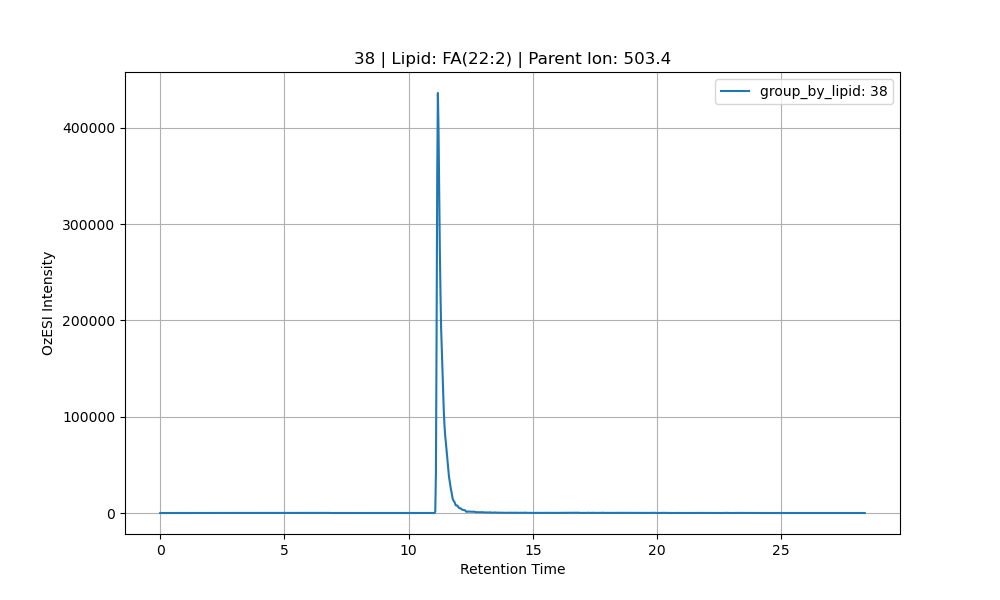 38 | Lipid: FA(22:2) | Parent Ion: 503.4
group_by_lipid: 38
OzESI Intensity
400000
300000
200000
100000
0
0 5 10 15 20 25
Retention Time